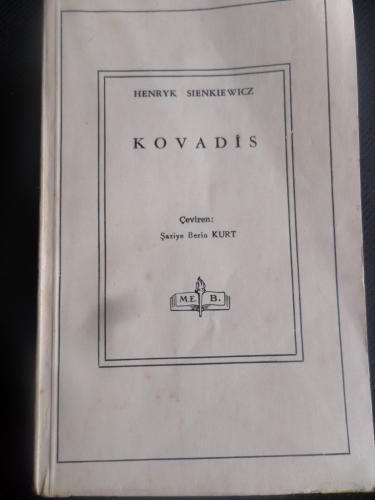 HENRYK SIENKIEWICZ
KOVADİS
Çeviren:
Şaziye Berin KURT
M.E. B.